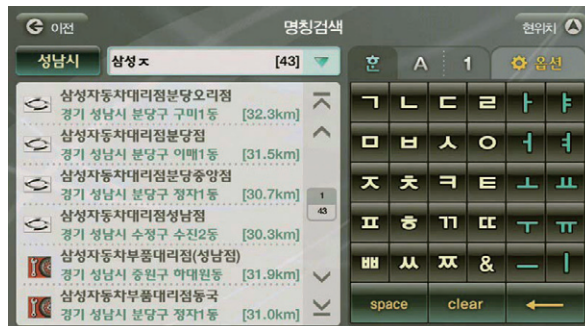 이전
명칭검색
현위치
성남시
삼성ㅈ [43]
훈 A 1 옵션
삼성자동차대리점분당오리점
경기 성남시 분당구 구미1동 [32.3km]
삼성자동차대리점분당점
경기 성남시 분당구 이매1동 [31.5km]
삼성자동차대리점분당중앙점
경기 성남시 분당구 정자1동 [30.7km]
삼성자동차대리점성남점
경기 성남시 수정구 수진2동 [30.3km]
삼성자동차부품대리점(성남점)
경기 성남시 중원구 하대원동 [31.9km]
삼성자동차부품대리점동국
경기 성남시 분당구 정자1동 [31.0km]
1
43
ㄱ ㄴ ㄷ ㄹ ㅏ ㅑ
ㅁ ㅂ ㅅ ㅇ ㅓ ㅕ
ㅈ ㅊ ㅋ ㅌ ㅗ ㅛ
ㅍ ㅎ ㄲ ㄸ ㅜ ㅠ
ㅃ ㅆ ㅉ & ㅡ ㅣ
space clear ←